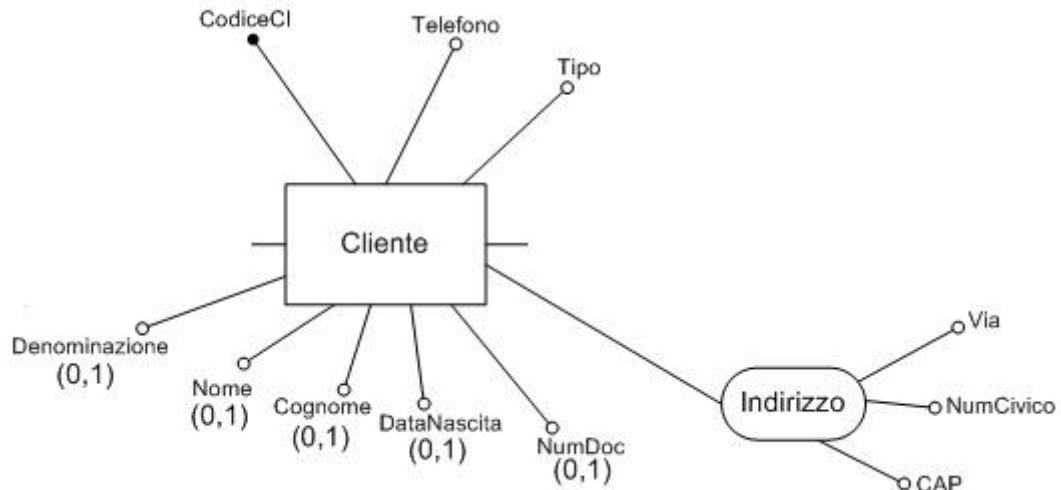 CodiceCl
Telefono
Tipo
Cliente
Denominazione
(0,1)
Nome
(0,1)
Cognome
(0,1)
DataNascita
(0,1)
NumDoc
(0,1)
Indirizzo
Via
NumCivico
CAP